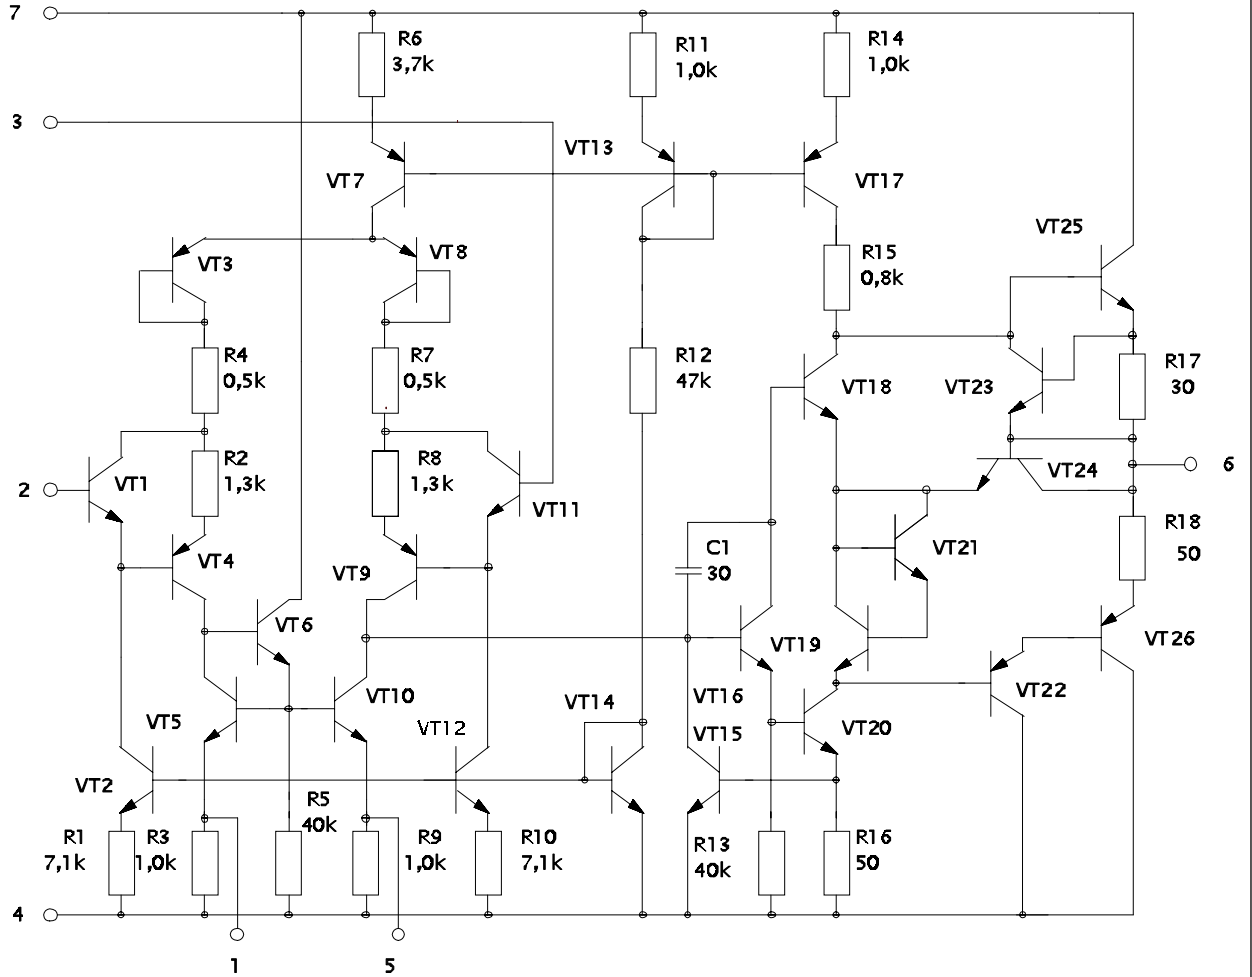 7
R6
3,7k
R11
1,0k
R14
1,0k
3
VT13
VT7
VT17
VT25
VT3
VT8
R15
0,8k
R4
0,5k
R7
0,5k
R12
47k
VT18
VT23
R17
30
R2
1,3k
R8
1,3k
VT1
VT24
6
2
VT11
R18
50
C1
30
VT21
VT4
VT9
VT6
VT19
VT26
VT10
VT16
VT14
VT22
VT5
VT12
VT15
VT20
VT2
R5
40k
R1
7,1k
R3
1,0k
R9
1,0k
R10
7,1k
R13
40k
R16
50
4
1
5